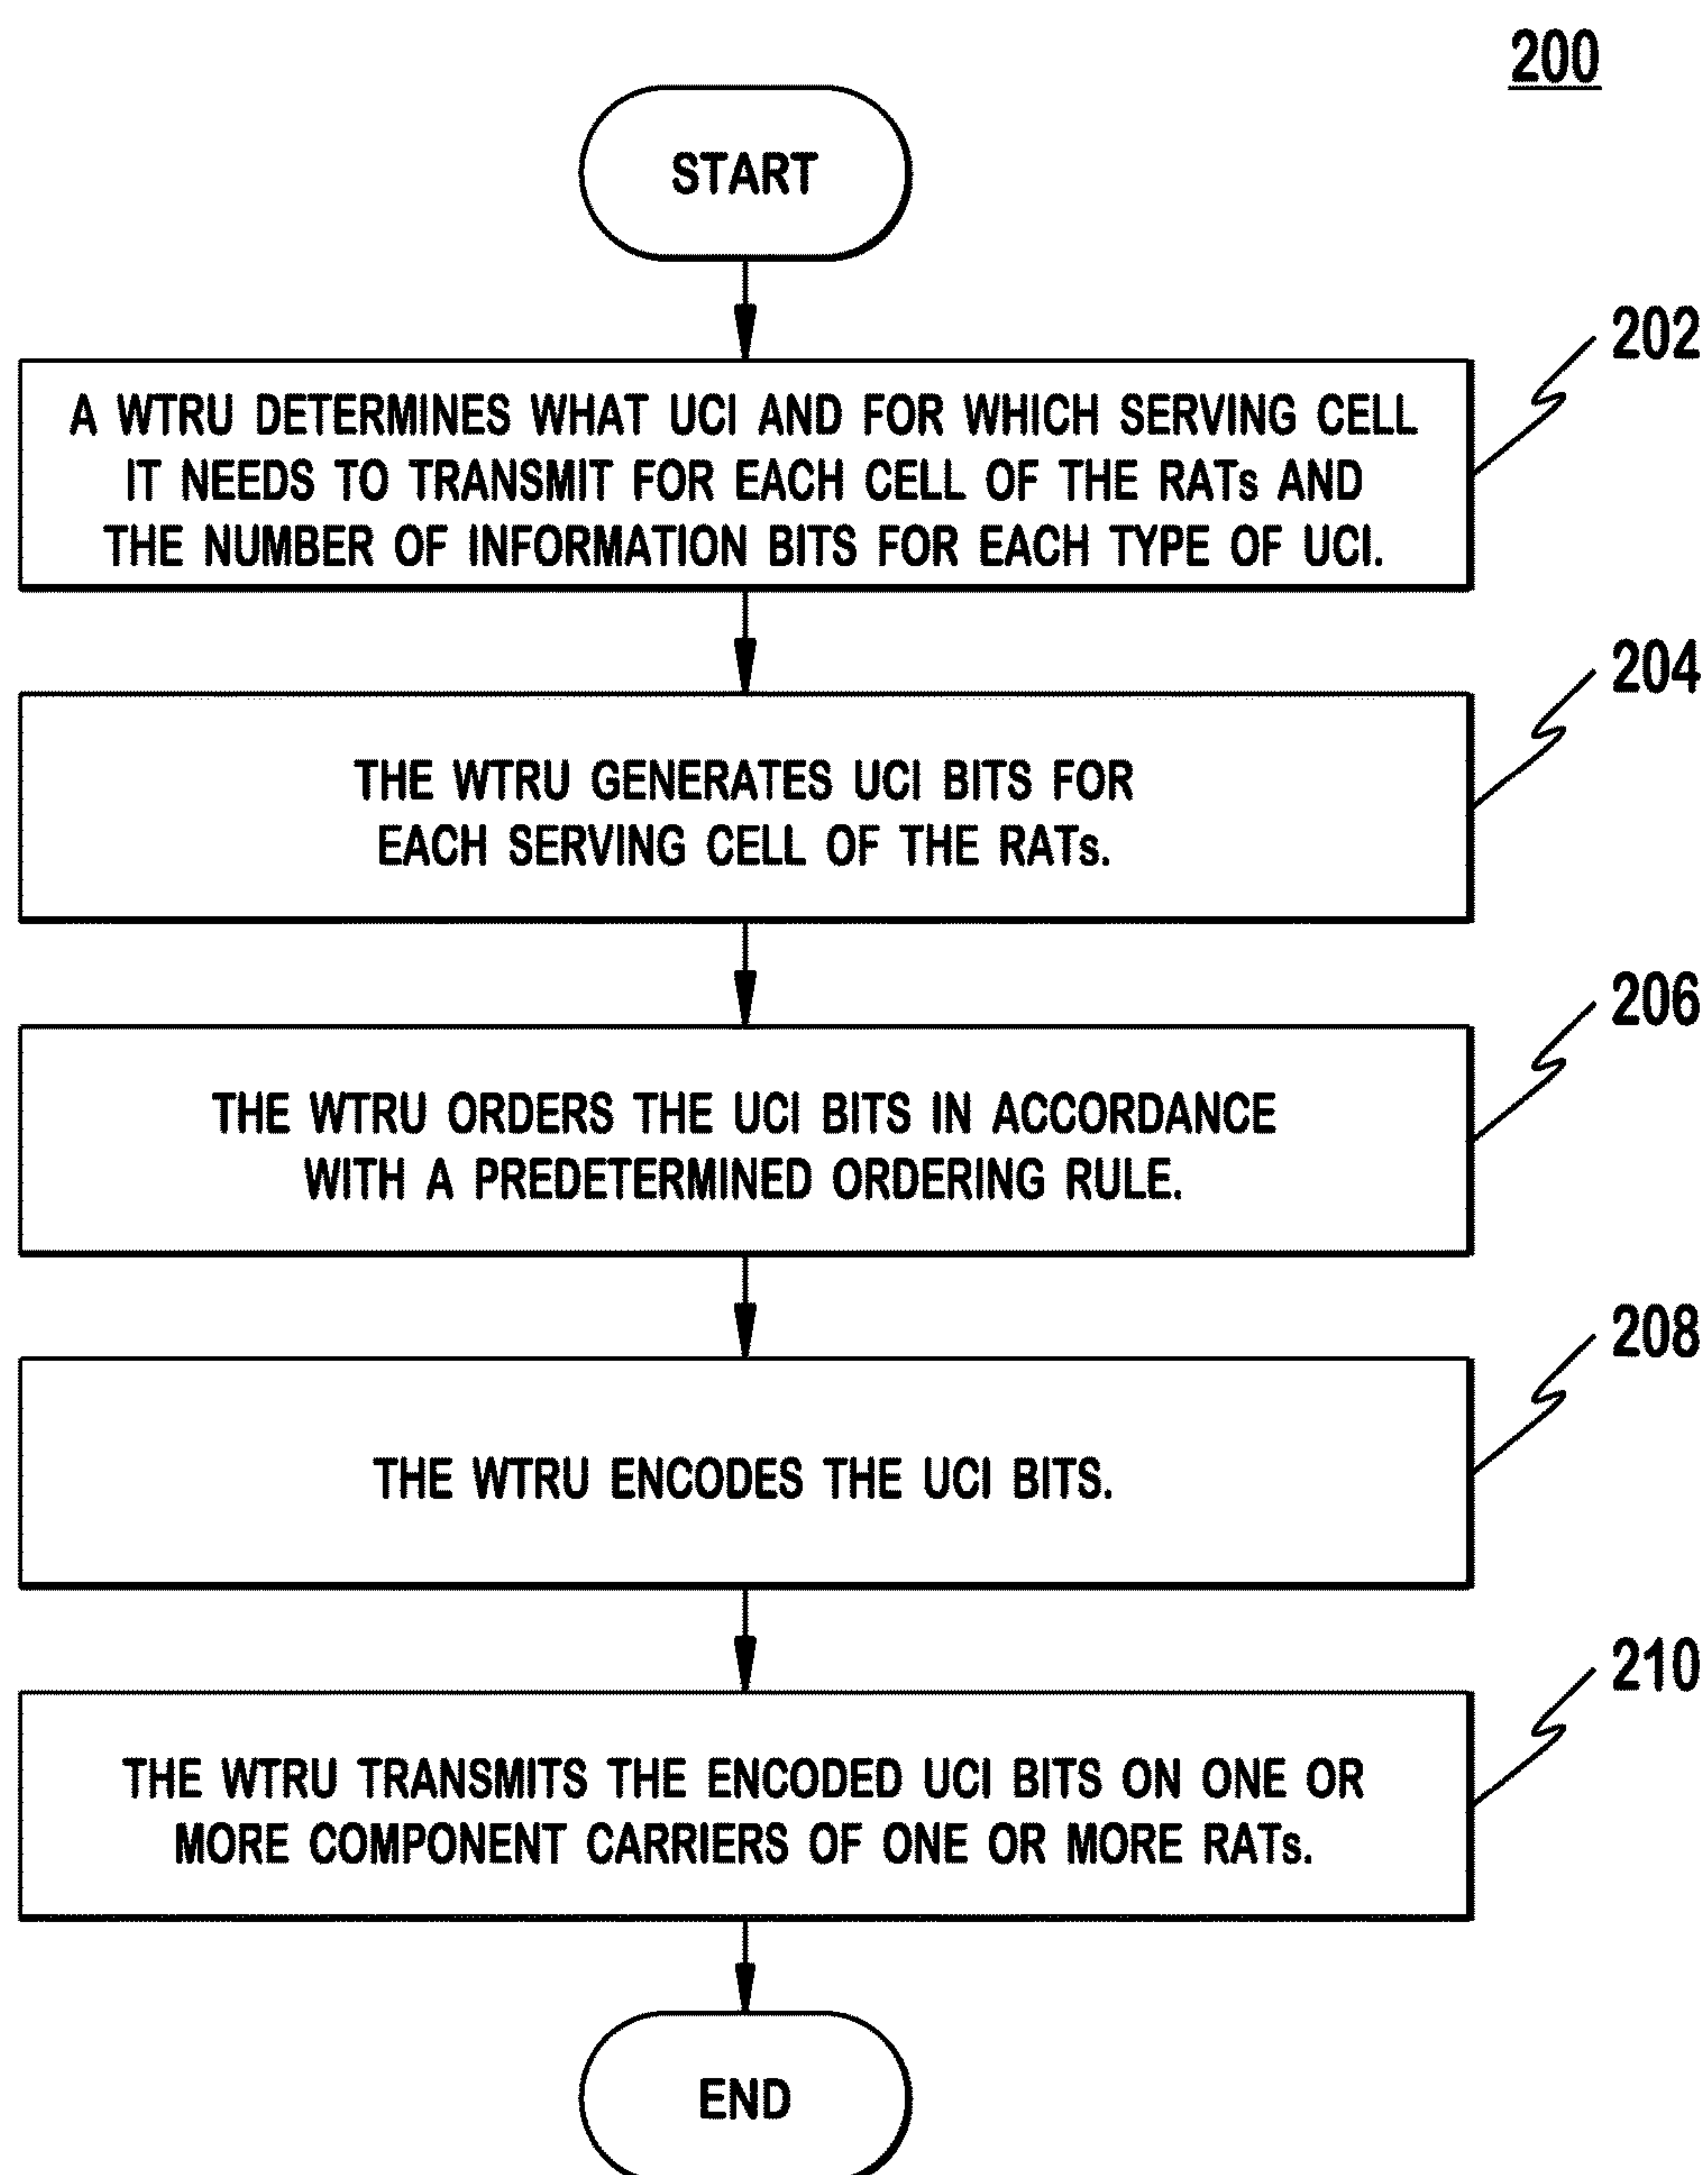 200
START
202
A WTRU DETERMINES WHAT UCI AND FOR WHICH SERVING CELL
IT NEEDS TO TRANSMIT FOR EACH CELL OF THE RATs AND
THE NUMBER OF INFORMATION BITS FOR EACH TYPE OF UCI.
204
THE WTRU GENERATES UCI BITS FOR
EACH SERVING CELL OF THE RATs.
206
THE WTRU ORDERS THE UCI BITS IN ACCORDANCE
WITH A PREDETERMINED ORDERING RULE.
208
THE WTRU ENCODES THE UCI BITS.
210
THE WTRU TRANSMITS THE ENCODED UCI BITS ON ONE OR
MORE COMPONENT CARRIERS OF ONE OR MORE RATs.
END